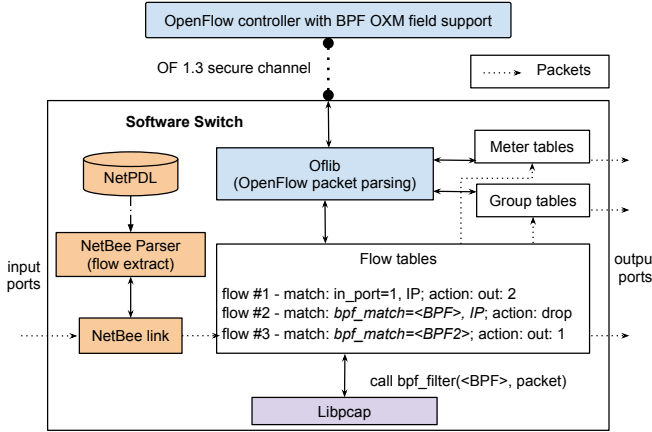 OpenFlow controller with BPF OXM field support
OF 1.3 secure channel
Packets
Software Switch
NetPDL
Oflib
(OpenFlow packet parsing)
Meter tables
Group tables
NetBee Parser
(flow extract)
input
ports
NetBee link
Flow tables
flow #1 - match: in_port=1, IP; action: out: 2
flow #2 - match: bpf_match=<BPF>, IP; action: drop
flow #3 - match: bpf_match=<BPF2>; action: out: 1
outpu
ports
call bpf_filter(<BPF>, packet)
Libpcap